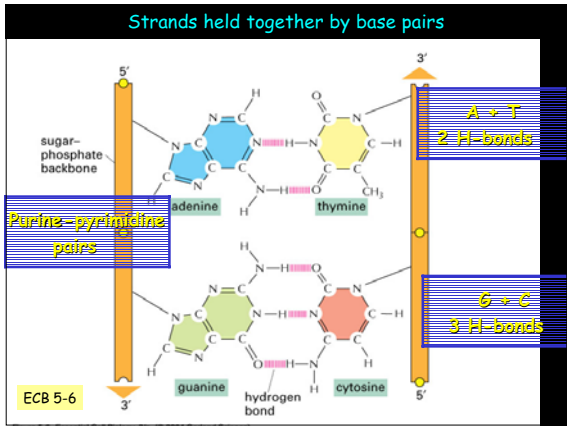 Strands held together by base pairs
5'
3'
A + T
2 H-bonds
sugar–
phosphate
backbone
H
N
C
C
N
C
H
N
C
C
N
C
N
H
H
H
adenine
O
C
N
H
N
C
H
C
C
O
CH3
thymine
Purine-pyrimidine
pairs
H
N
H
O
N
C
C
N
N
C
N
H
N
C
H
C
C
N
C
C
C
C
H
H
O
H
N
H
H
guanine
hydrogen
bond
cytosine
G + C
3 H-bonds
ECB 5-6
3'
5'